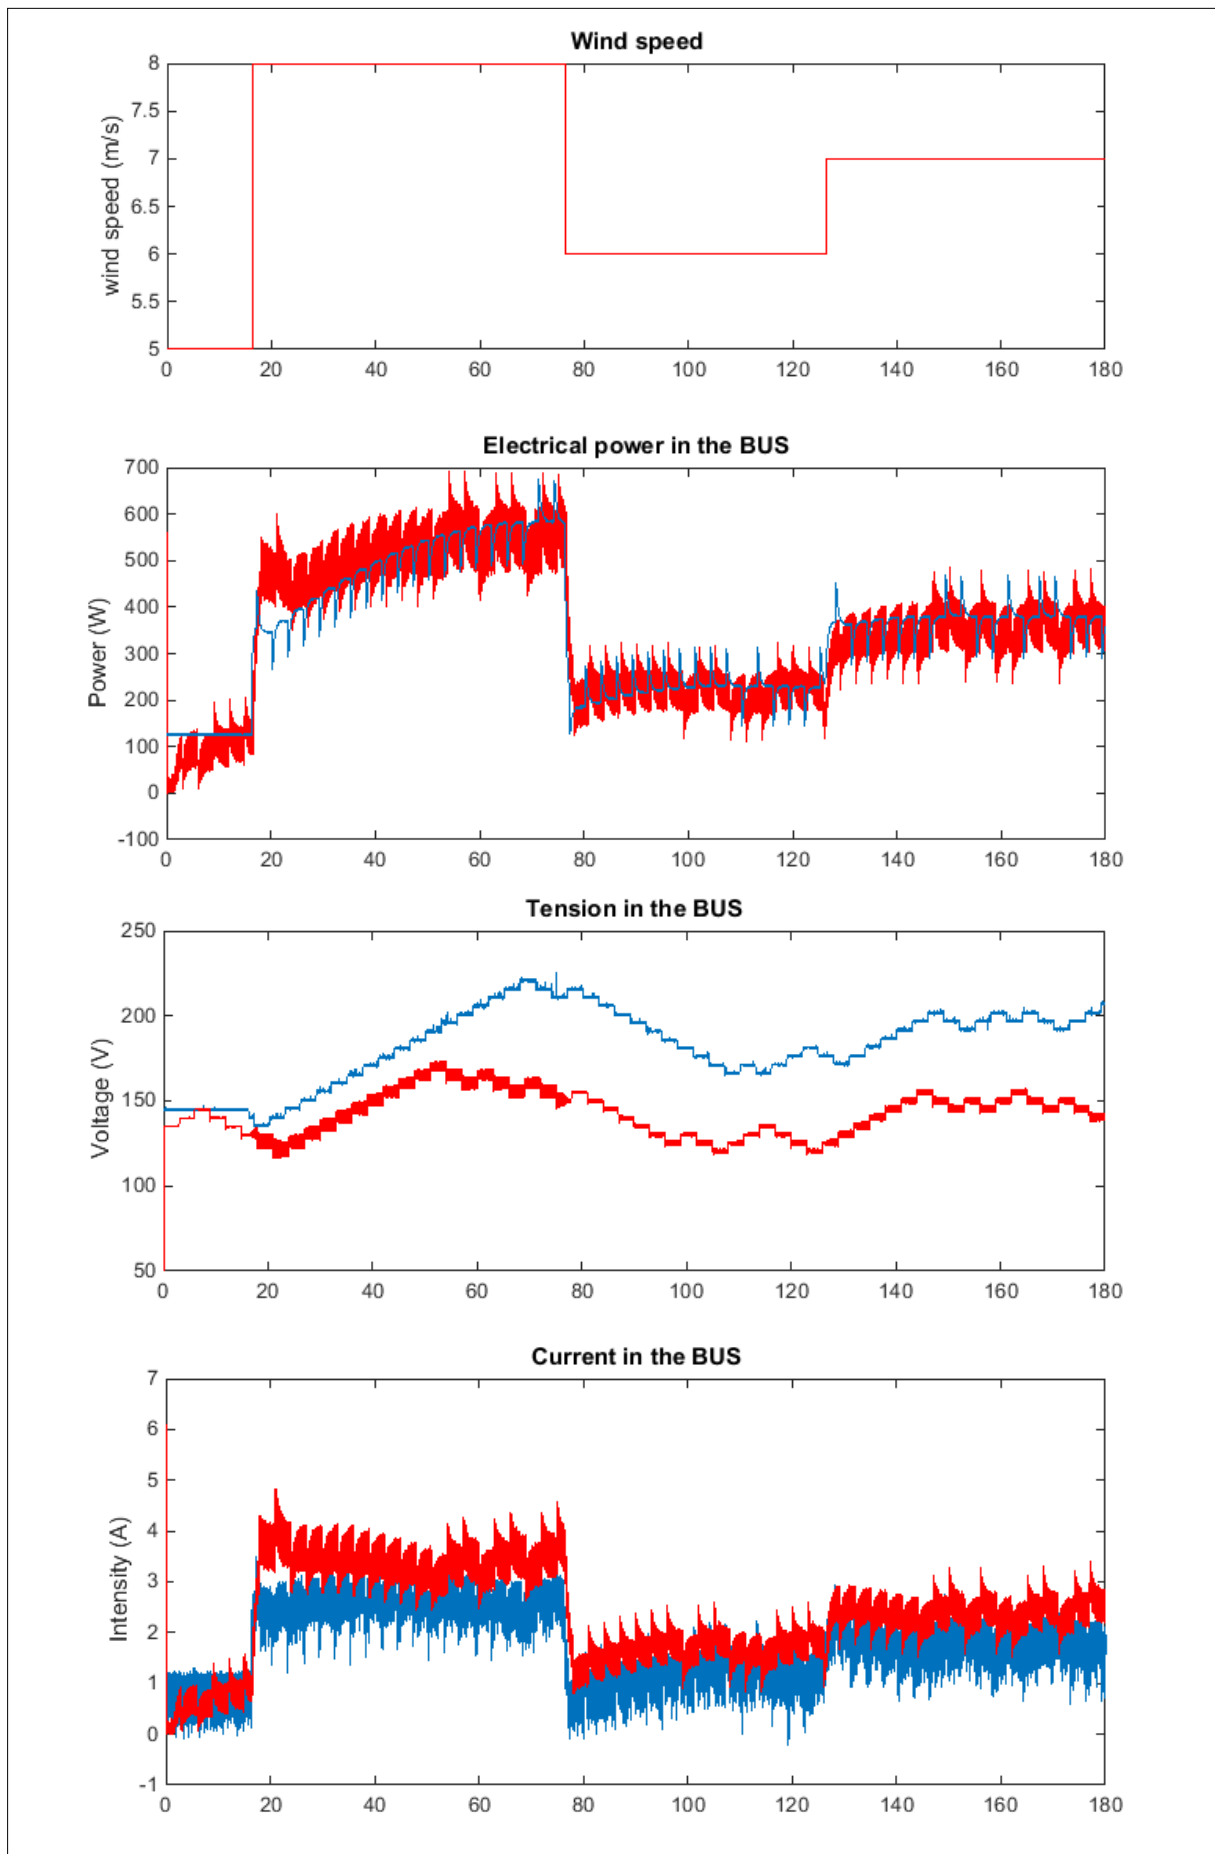 Wind speed
8
7.5
7
6.5
6
5.5
5
wind speed (m/s)
0 20 40 60 80 100 120 140 160 180
Electrical power in the BUS
700
600
500
400
300
200
100
0
-100
Power (W)
0 20 40 60 80 100 120 140 160 180
Tension in the BUS
250
200
150
100
50
Voltage (V)
0 20 40 60 80 100 120 140 160 180
Current in the BUS
7
6
5
4
3
2
1
0
-1
Intensity (A)
0 20 40 60 80 100 120 140 160 180